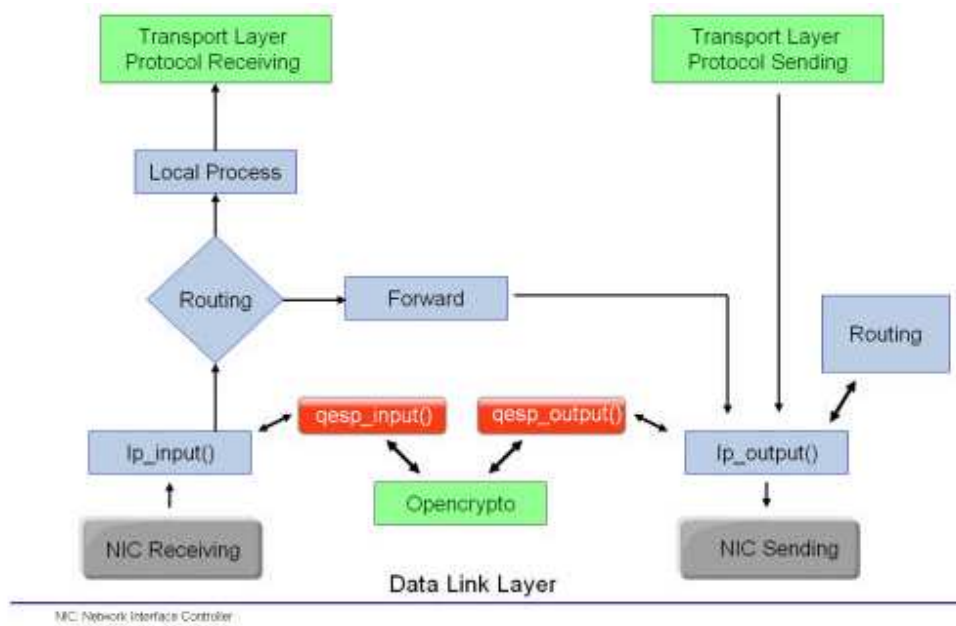 Transport Layer
Protocol Receiving
Transport Layer
Protocol Sending
Local Process
Routing
Forward
Routing
qesp_input()
qesp_output()
Ip_input()
Ip_output()
Opencrypto
NIC Receiving
NIC Sending
Data Link Layer
NIC: Network Interface Controller